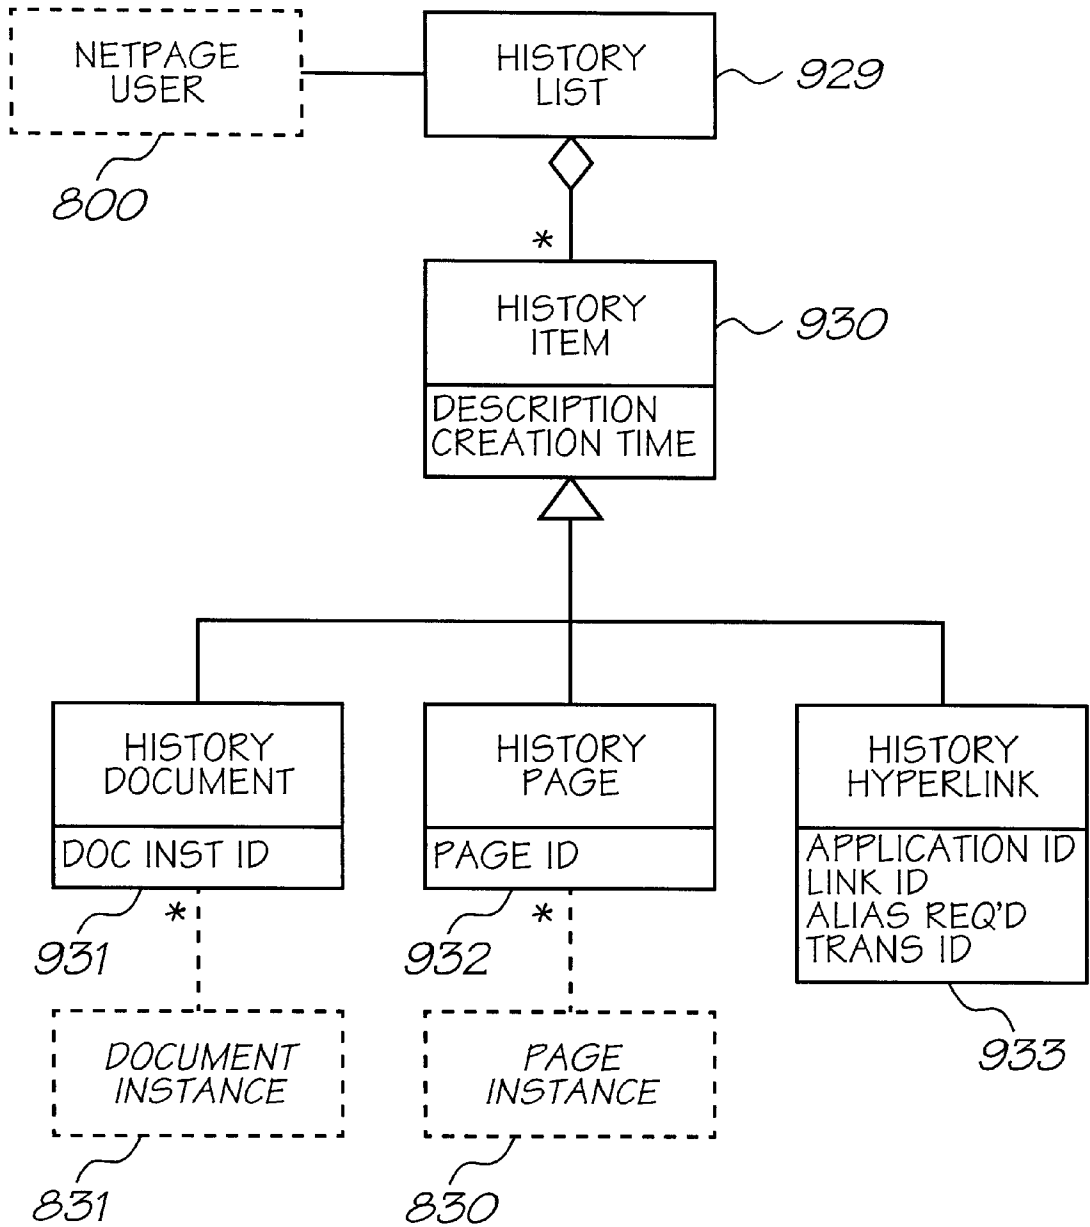 NETPAGE
USER
HISTORY
LIST
929
800
*
HISTORY
ITEM
930
DESCRIPTION
CREATION TIME
HISTORY
DOCUMENT
DOC INST ID
HISTORY
PAGE
PAGE ID
HISTORY
HYPERLINK
APPLICATION ID
LINK ID
ALIAS REQ'D
TRANS ID
931
*
932
*
933
DOCUMENT
INSTANCE
PAGE
INSTANCE
831
830